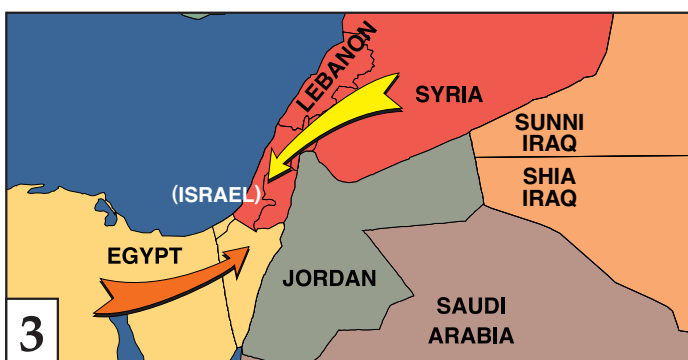 LEBANON
SYRIA
SUNNI
IRAQ
SHIA
IRAQ
(ISRAEL)
EGYPT
JORDAN
SAUDI
ARABIA
3